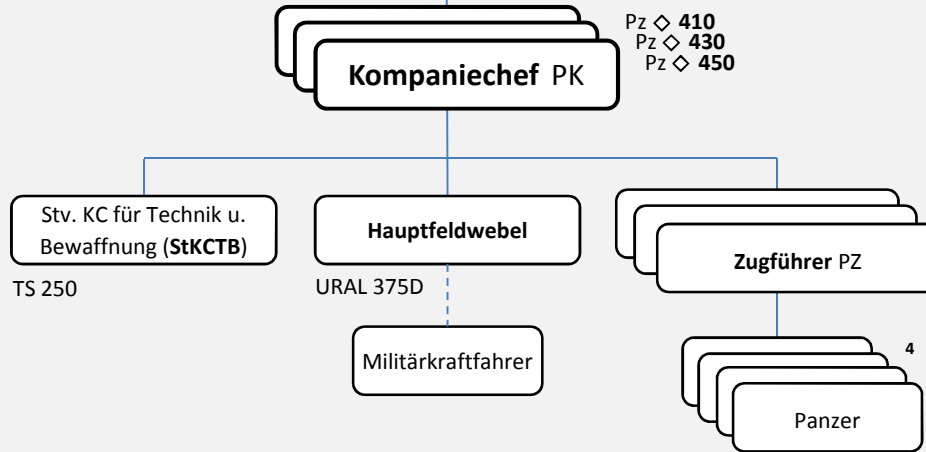 Pz ◇ 410
Pz ◇ 430
Pz ◇ 450
Kompaniechef PK
Stv. KC für Technik u.
Bewaffnung (StKCTB)
TS 250
Hauptfeldwebel
URAL 375D
Militärkraftfahrer
Zugführer PZ
4
Panzer